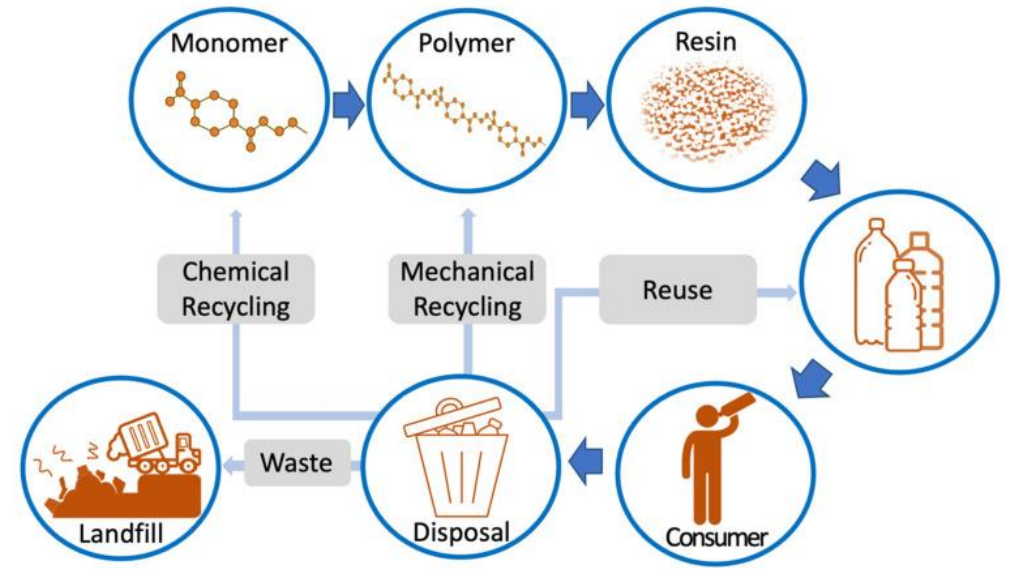 Monomer
Polymer
Resin
Chemical
Recycling
Mechanical
Recycling
Reuse
Waste
Landfill
Disposal
Consumer